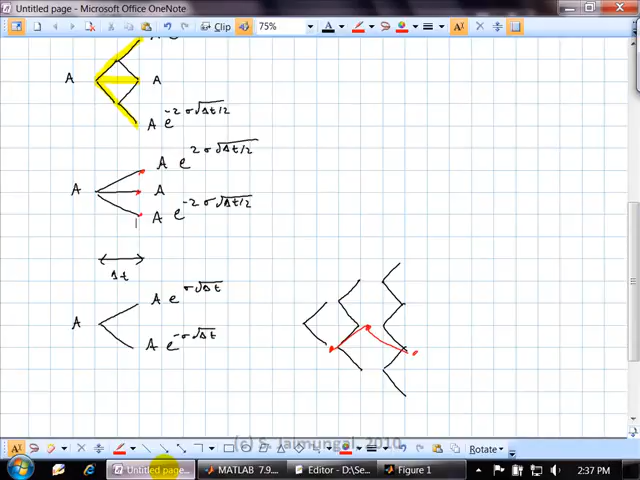 Untitled page - Microsoft Office OneNote
Clip 75%
A
A
A e^{-2σ√Δt/2}
A e^{2σ√Δt/2}
A A
A e^{-2σ√Δt/2}
Δt
A e^{σ√Δt}
A
A e^{-σ√Δt}
(c) S. Jaimungal, 2010
Rotate
Untitled page... MATLAB 7.9... Editor - D:\Se... Figure 1 2:37 PM